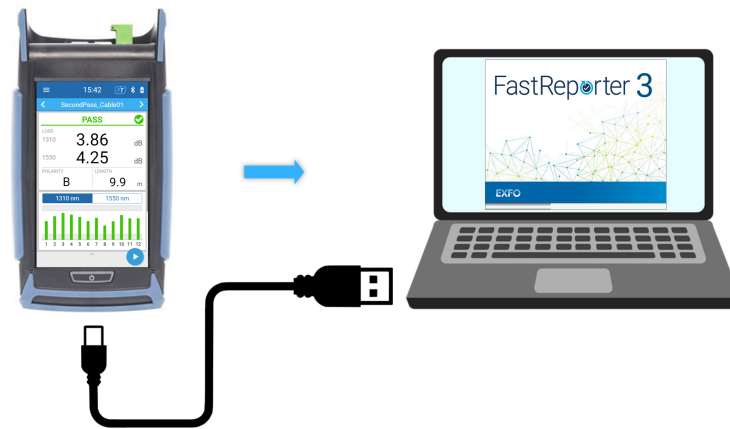 15:42
SecondPass_Cable01
PASS
LOSS
1310 3.86 dB
1550 4.25 dB
POLARITY LENGTH
B 9.9 m
1310 nm 1550 nm
1 2 3 4 5 6 7 8 9 10 11 12
FastReporter 3
EXFO